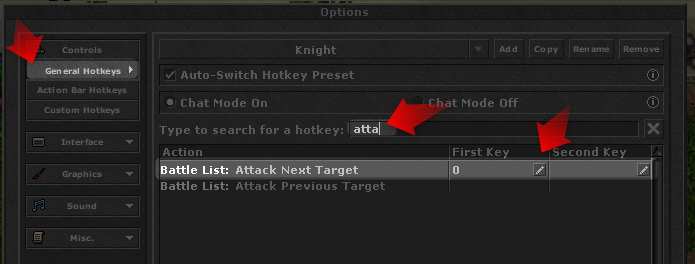 Options
Controls
General Hotkeys
Action Bar Hotkeys
Custom Hotkeys
Interface
Graphics
Sound
Misc.
Knight Add Copy Rename Remove
Auto-Switch Hotkey Preset
Chat Mode On Chat Mode Off
Type to search for a hotkey: atta
Action First Key Second Key
Battle List: Attack Next Target 0
Battle List: Attack Previous Target